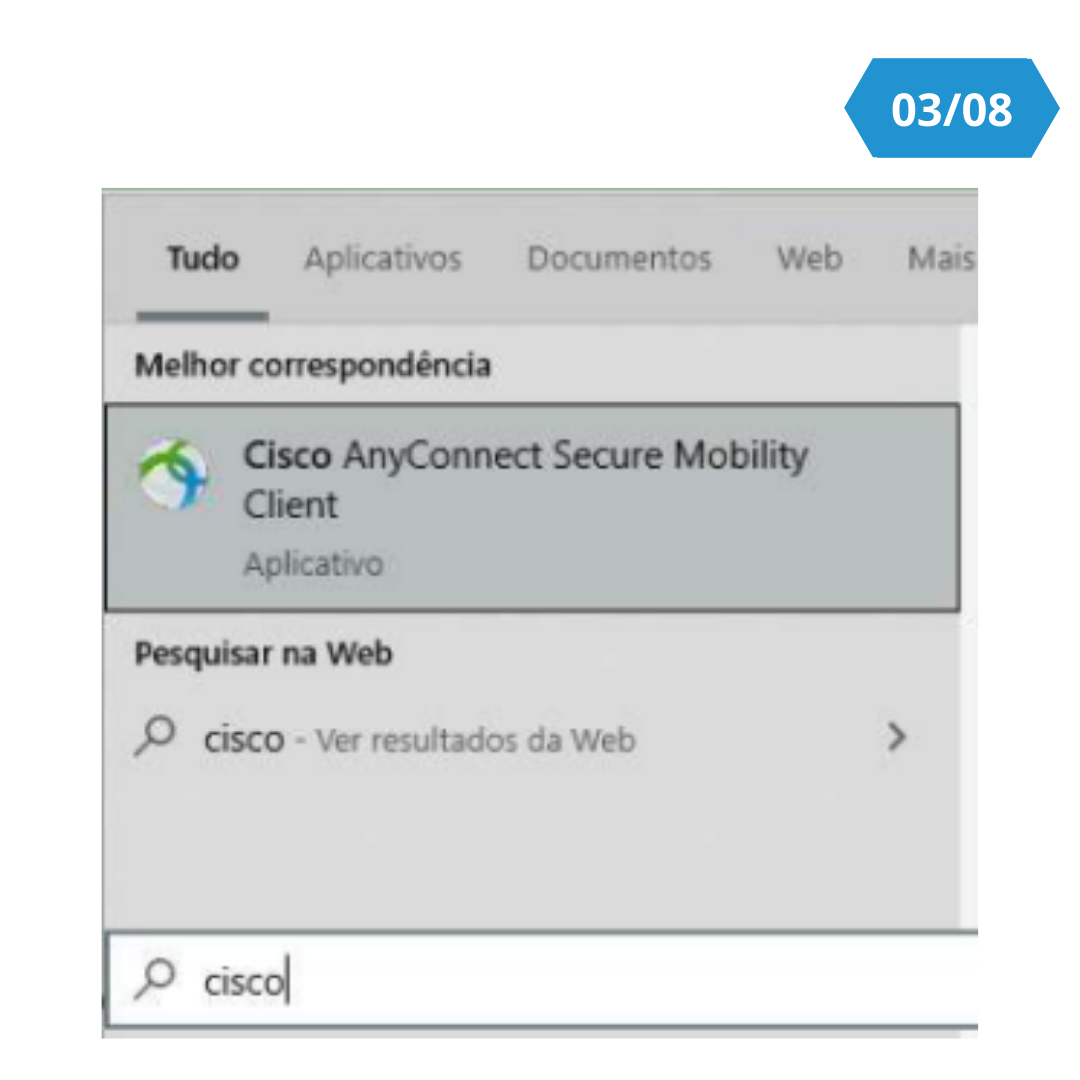 03/08
Tudo Aplicativos Documentos Web Mais
Melhor correspondência
Cisco AnyConnect Secure Mobility
Client
Aplicativo
Pesquisar na Web
cisco - Ver resultados da Web
cisco